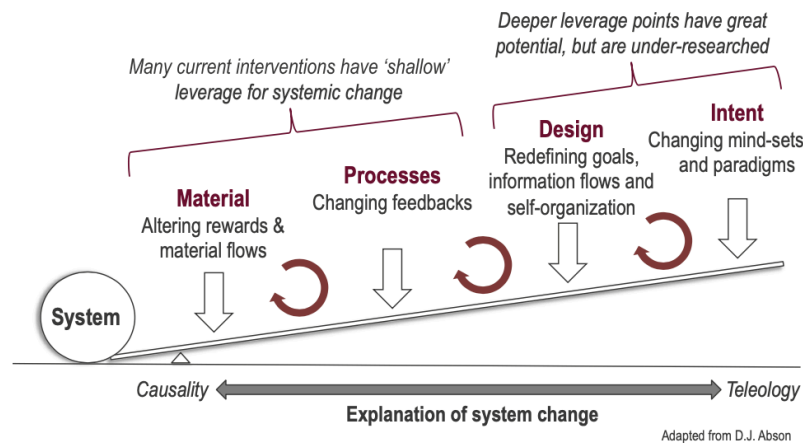 Many current interventions have ‘shallow’
leverage for systemic change
Deeper leverage points have great
potential, but are under-researched
Material
Altering rewards &
material flows
Processes
Changing feedbacks
Design
Redefining goals,
information flows and
self-organization
Intent
Changing mind-sets
and paradigms
System
Causality
Teleology
Explanation of system change
Adapted from D.J. Abson